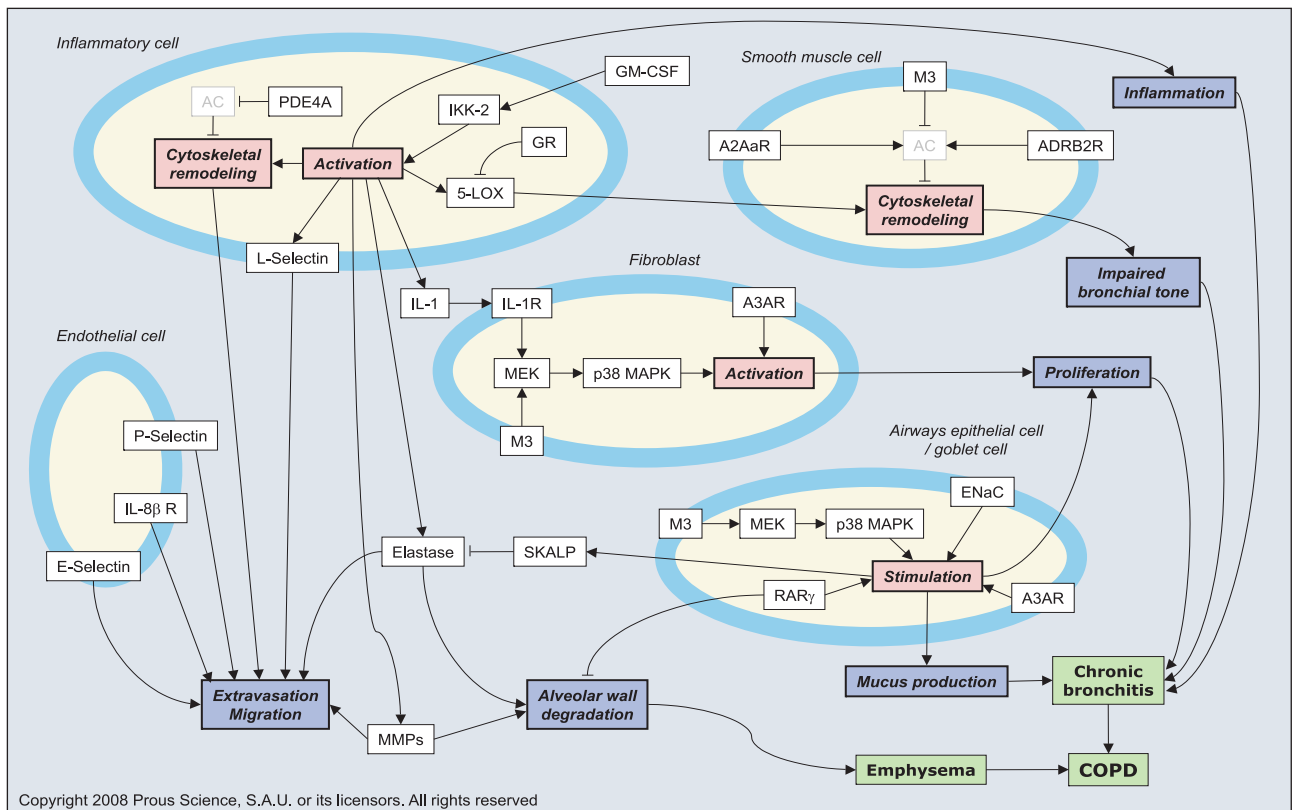 Inflammatory cell
GM-CSF
AC
PDE4A
IKK-2
GR
Cytoskeletal
remodeling
Activation
5-LOX
L-Selectin
Smooth muscle cell
M3
A2AaR
AC
ADRB2R
Cytoskeletal
remodeling
Inflammation
Impaired
bronchial tone
Fibroblast
IL-1
IL-1R
A3AR
MEK
p38 MAPK
Activation
M3
Proliferation
Endothelial cell
P-Selectin
IL-8β R
E-Selectin
Airways epithelial cell
/ goblet cell
ENaC
M3
MEK
p38 MAPK
Elastase
SKALP
Stimulation
RARγ
A3AR
Extravasation
Migration
MMPs
Alveolar wall
degradation
Mucus production
Chronic
bronchitis
Emphysema
COPD
Copyright 2008 Prous Science, S.A.U. or its licensors. All rights reserved